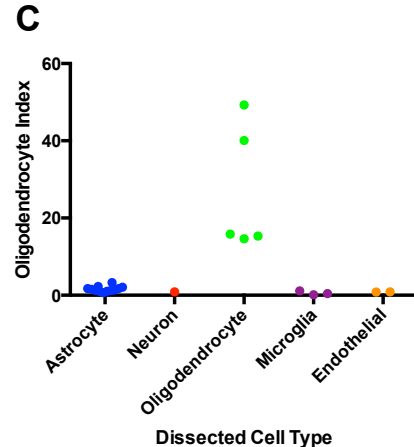 C
Oligodendrocyte Index
60
40
20
0
Astrocyte
Neuron
Oligodendrocyte
Microglia
Endothelial
Dissected Cell Type